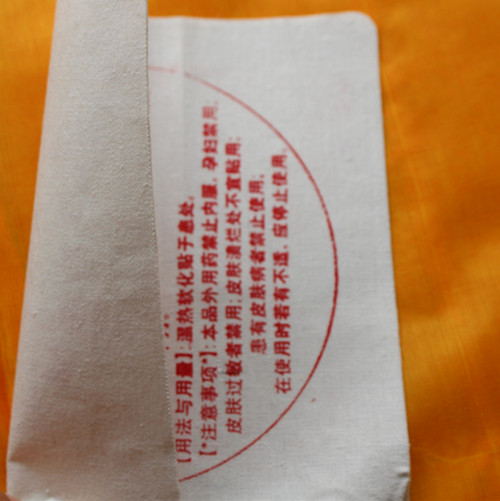 [用法与用量]:温热软化贴于患处。
[*注意事项*]:本品外用药禁止内服，孕妇禁用，
皮肤过敏者禁用;皮肤溃烂处不宜贴用;
患有皮肤病者禁止使用;
在使用时若有不适，应停止使用。